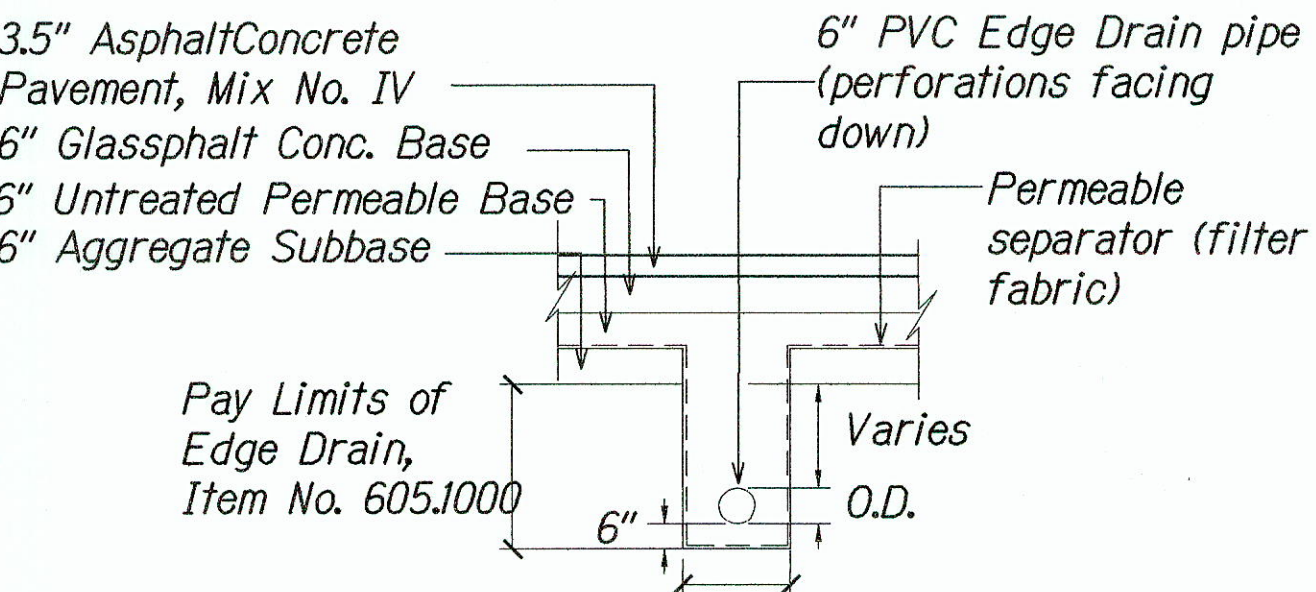 3.5" AsphaltConcrete
Pavement, Mix No. IV
6" Glassphalt Conc. Base
6" Untreated Permeable Base
6" Aggregate Subbase
6" PVC Edge Drain pipe
(perforations facing
down)
Permeable
separator (filter
fabric)
Pay Limits of
Edge Drain,
Item No. 605.1000
Varies
O.D.
6"